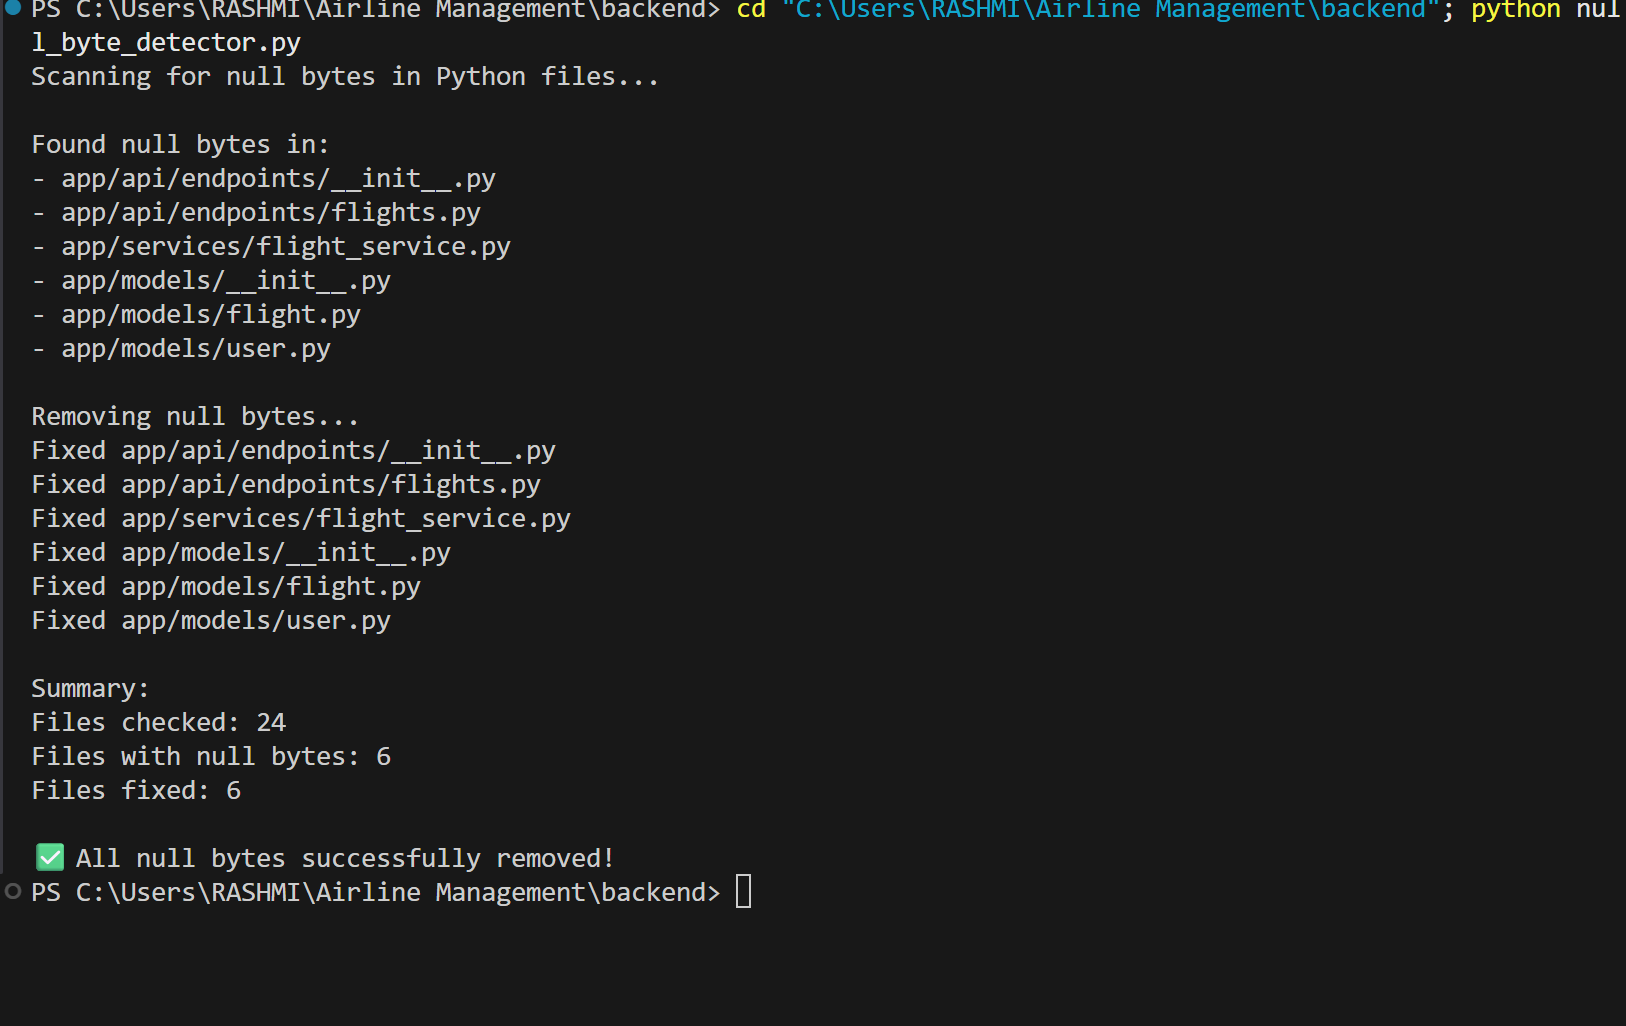 PS C:\Users\RASHMI\Airline Management\backend> cd "C:\Users\RASHMI\Airline Management\backend"; python nul
l_byte_detector.py
Scanning for null bytes in Python files...
Found null bytes in:
- app/api/endpoints/__init__.py
- app/api/endpoints/flights.py
- app/services/flight_service.py
- app/models/__init__.py
- app/models/flight.py
- app/models/user.py
Removing null bytes...
Fixed app/api/endpoints/__init__.py
Fixed app/api/endpoints/flights.py
Fixed app/services/flight_service.py
Fixed app/models/__init__.py
Fixed app/models/flight.py
Fixed app/models/user.py
Summary:
Files checked: 24
Files with null bytes: 6
Files fixed: 6
✅ All null bytes successfully removed!
PS C:\Users\RASHMI\Airline Management\backend>